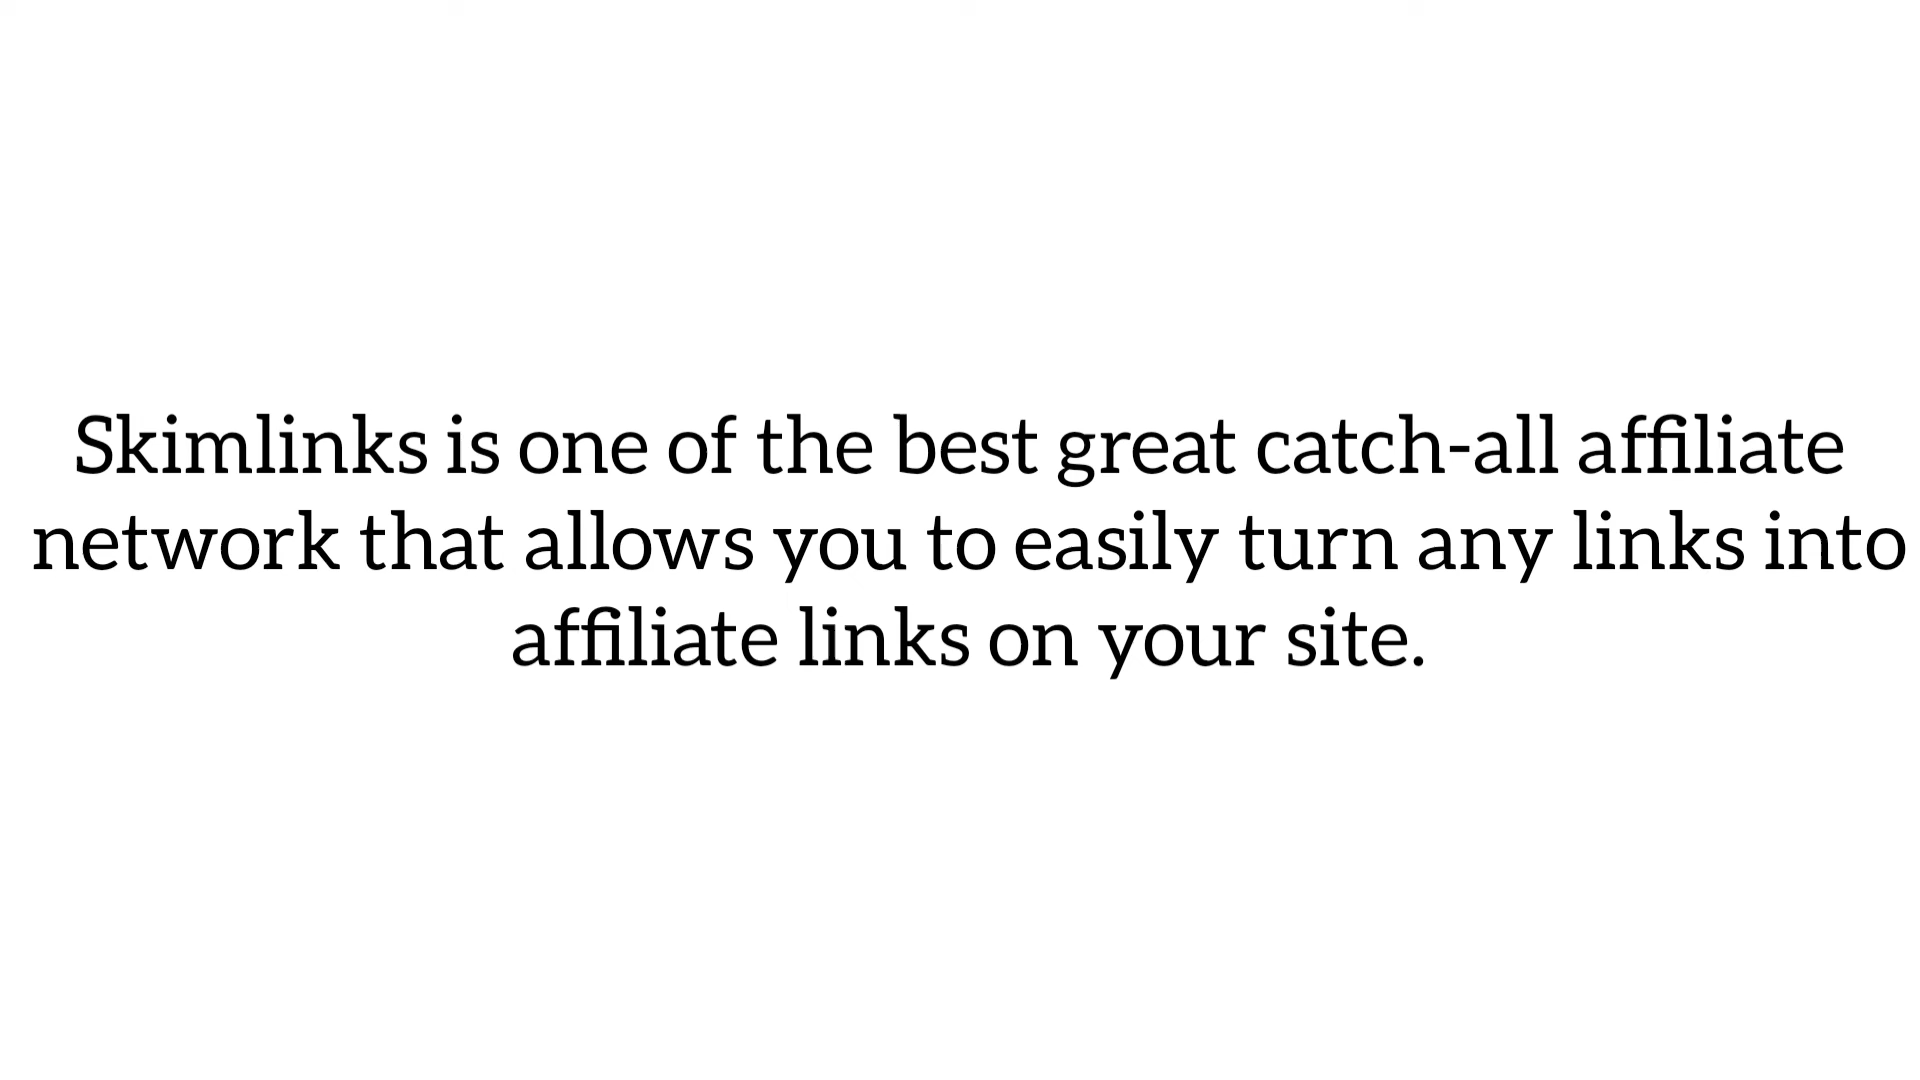 Skimlinks is one of the best great catch-all affiliate
network that allows you to easily turn any links into
affiliate links on your site.